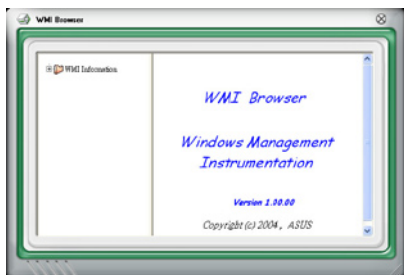 WMI Browser
WMI Information
WMI Browser
Windows Management
Instrumentation
Version 1.00.00
Copyright (c) 2004, ASUS